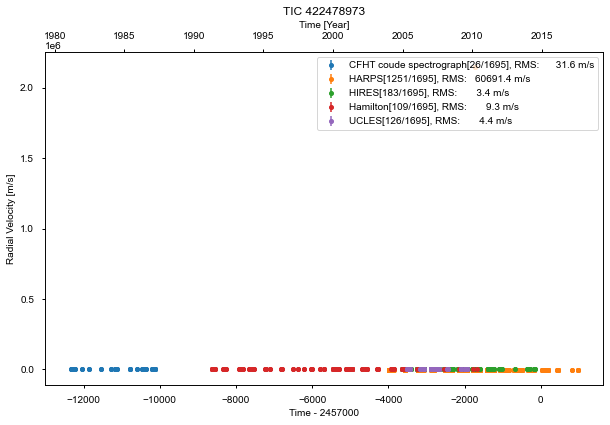 TIC 422478973
Time [Year]
1980 1985 1990 1995 2000 2005 2010 2015
1e6
CFHT coude spectrograph[26/1695], RMS: 31.6 m/s
HARPS[1251/1695], RMS: 60691.4 m/s
HIRES[183/1695], RMS: 3.4 m/s
Hamilton[109/1695], RMS: 9.3 m/s
UCLES[126/1695], RMS: 4.4 m/s
2.0
1.5
1.0
0.5
0.0
Radial Velocity [m/s]
−12000 −10000 −8000 −6000 −4000 −2000 0
Time - 2457000